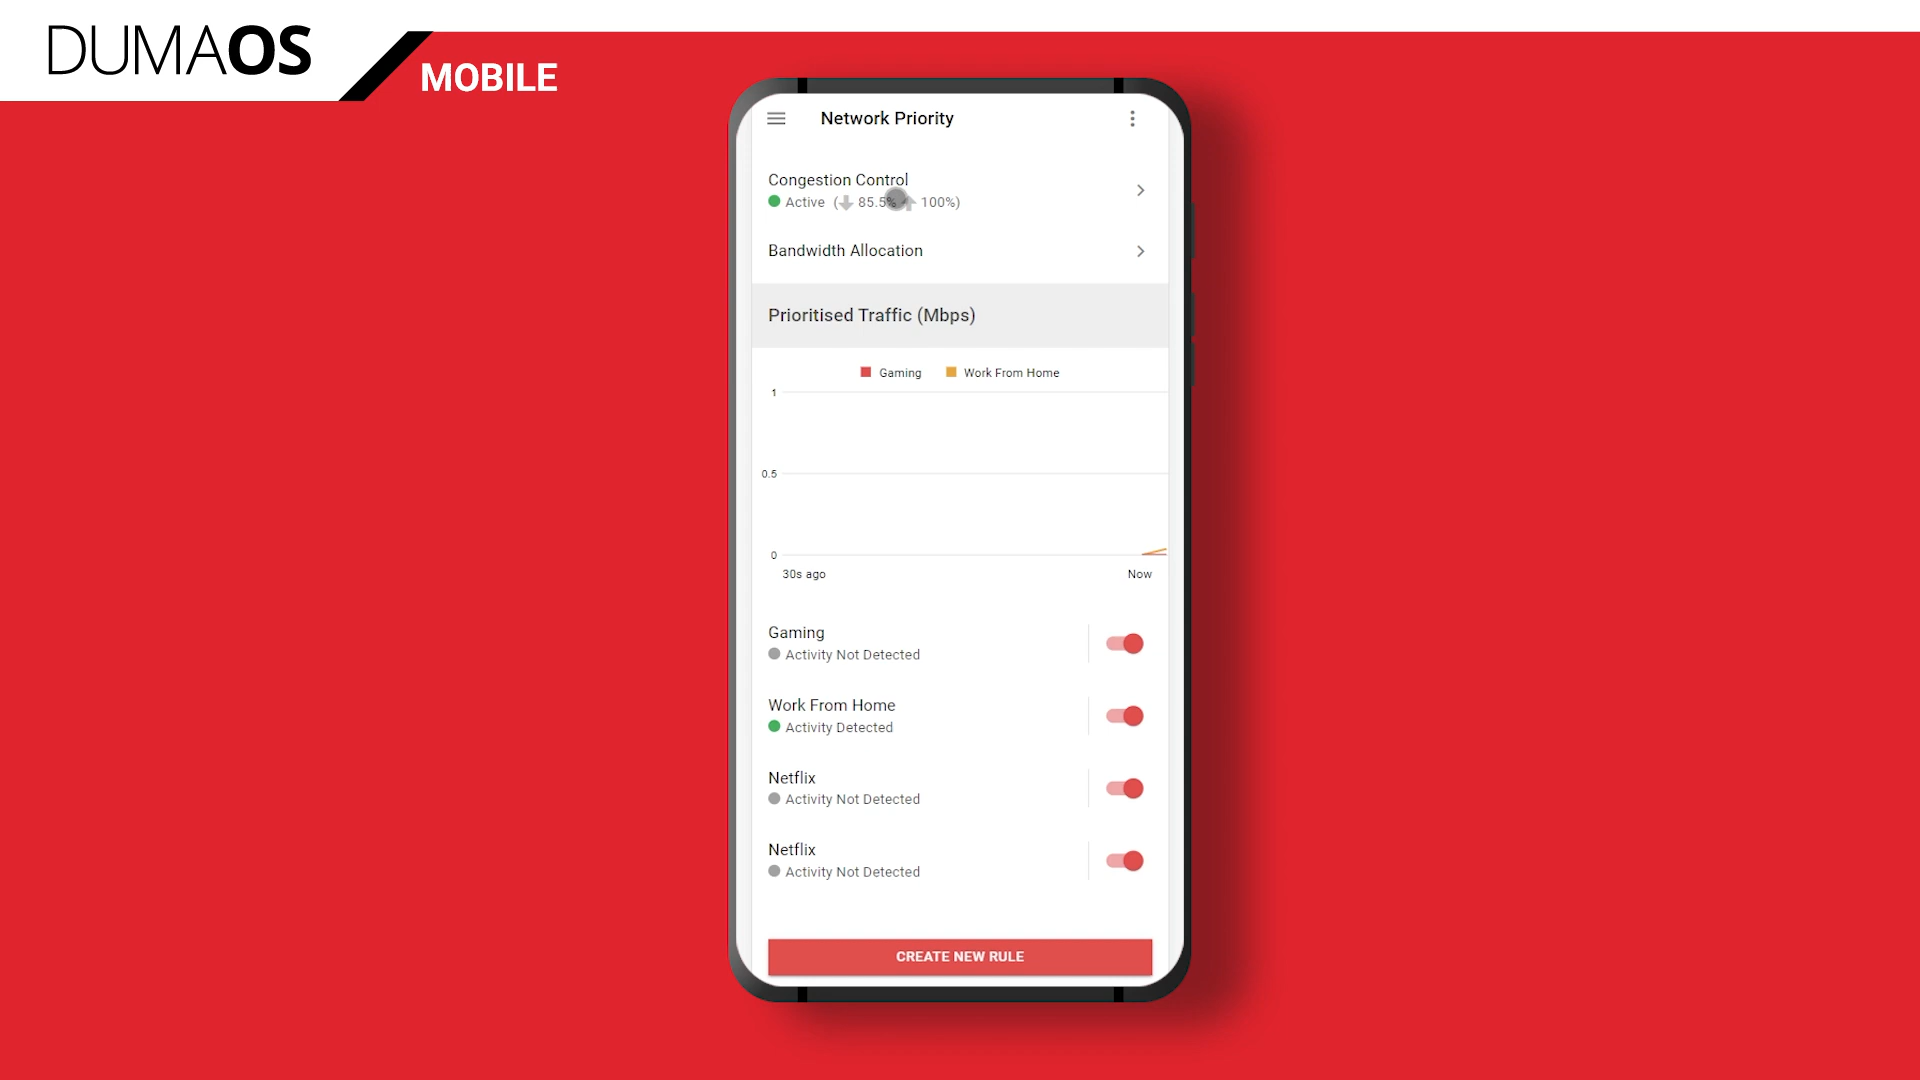 DUMAOS
MOBILE
Network Priority
Congestion Control
Active (85.5% 100%)
Bandwidth Allocation
Prioritised Traffic (Mbps)
Gaming Work From Home
1
0.5
0
30s ago Now
Gaming
Activity Not Detected
Work From Home
Activity Detected
Netflix
Activity Not Detected
Netflix
Activity Not Detected
CREATE NEW RULE